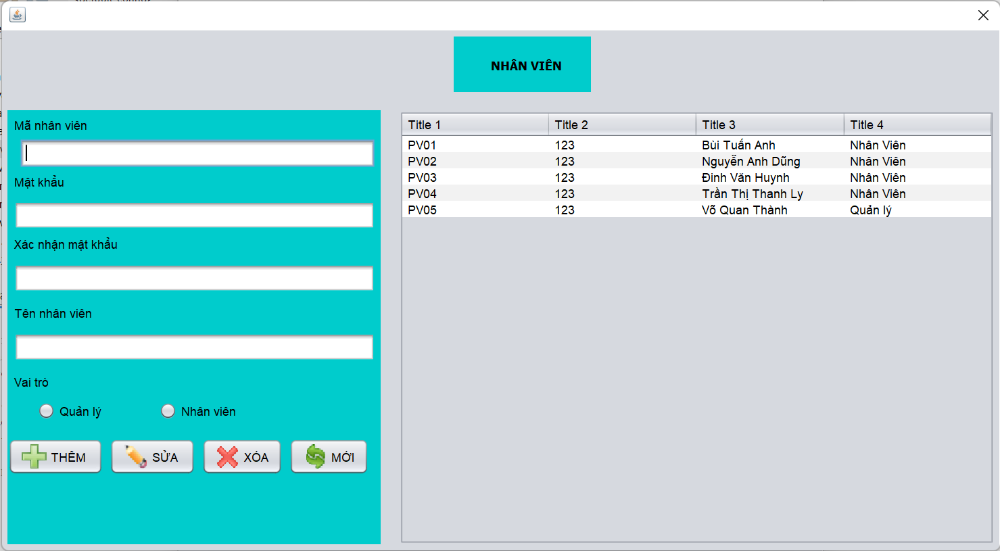 NHÂN VIÊN
Mã nhân viên
Mật khẩu
Xác nhận mật khẩu
Tên nhân viên
Vai trò
Quản lý Nhân viên
THÊM SỬA XÓA MỚI
Title 1 Title 2 Title 3 Title 4
PV01 123 Bùi Tuấn Anh Nhân Viên
PV02 123 Nguyễn Anh Dũng Nhân Viên
PV03 123 Đinh Văn Huynh Nhân Viên
PV04 123 Trần Thị Thanh Ly Nhân Viên
PV05 123 Võ Quan Thành Quản lý